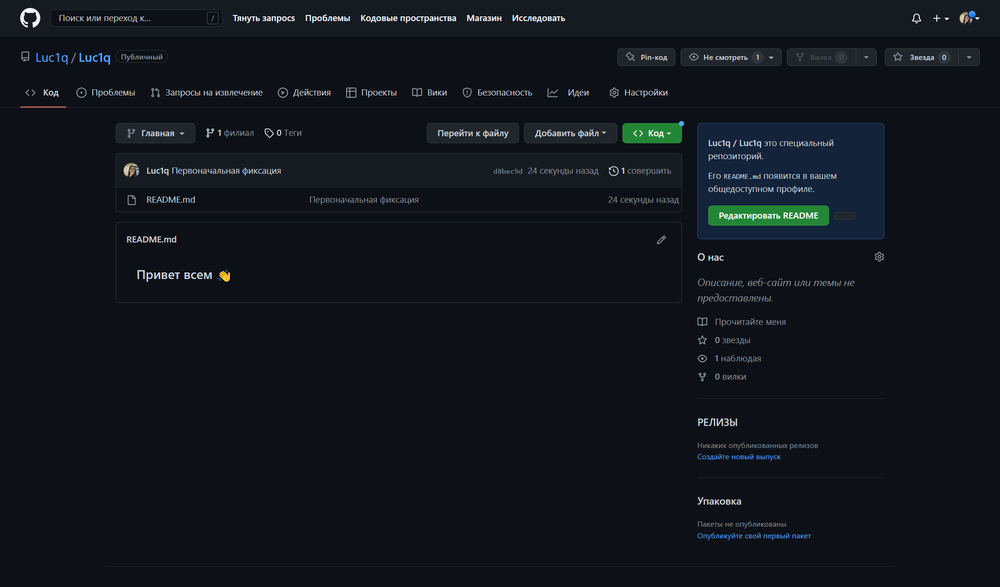 Поиск или переход к... /
Тянуть запрос Проблемы Кодовые пространства Магазин Исследовать
Luc1q / Luc1q Публичный
Pin-код Не смотреть 1 Вилка 0 Звезда 0
Код Проблемы Запросы на извлечение Действия Проекты Вики Безопасность Идеи Настройки
Главная 1 филиал 0 Теги Перейти к файлу Добавить файл Код
Luc1q Первоначальная фиксация d8bec9d 24 секунды назад 1 совершить
README.md Первоначальная фиксация 24 секунды назад
README.md
Привет всем 👋
Luc1q / Luc1q это специальный
репозиторий.
Его README.md появится в вашем
общедоступном профиле.
Редактировать README
О нас
Описание, веб-сайт или темы не
предоставлены.
Прочитайте меня
0 звезды
1 наблюдая
0 вилки
РЕЛИЗЫ
Никаких опубликованных релизов
Создайте новый выпуск
Упаковка
Пакеты не опубликованы
Опубликуйте свой первый пакет